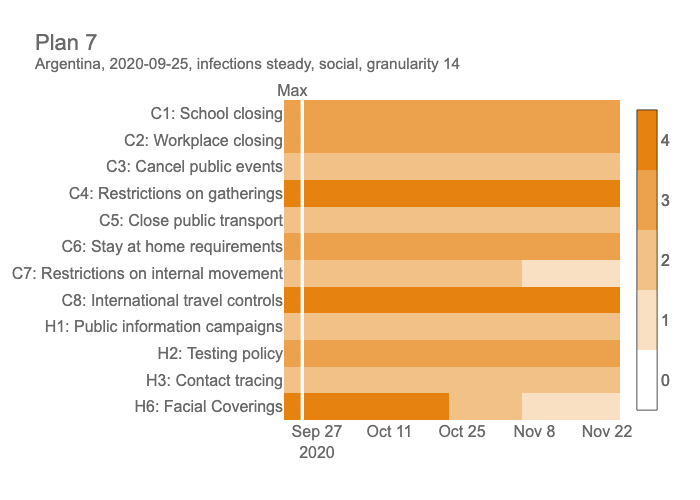 Plan 7
Argentina, 2020-09-25, infections steady, social, granularity 14
Max
C1: School closing
C2: Workplace closing
C3: Cancel public events
C4: Restrictions on gatherings
C5: Close public transport
C6: Stay at home requirements
C7: Restrictions on internal movement
C8: International travel controls
H1: Public information campaigns
H2: Testing policy
H3: Contact tracing
H6: Facial Coverings
Sep 27 Oct 11 Oct 25 Nov 8 Nov 22
2020
4
3
2
1
0